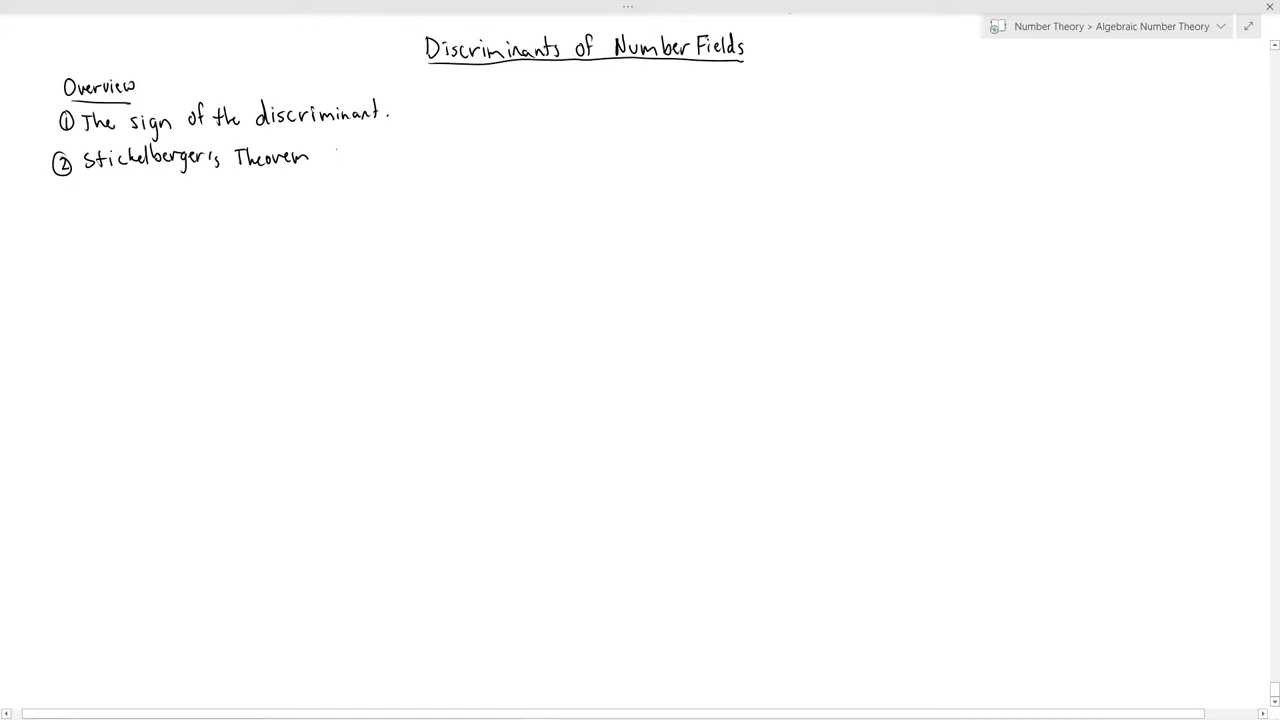 Number Theory > Algebraic Number Theory
Discriminants of Number Fields
Overview
① The sign of the discriminant.
② Stickelberger's Theorem